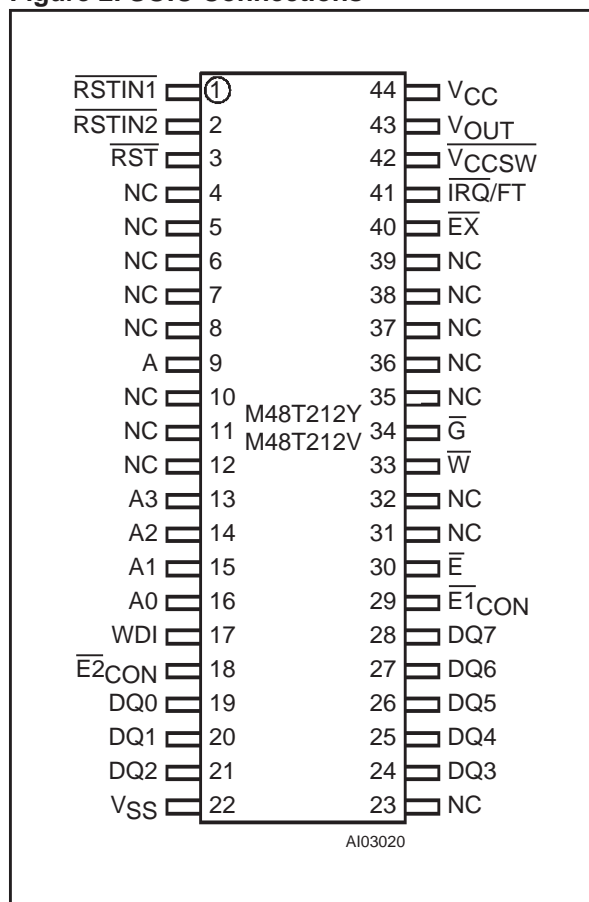 Figure 2. SOIC Connections
RSTIN1 1 44 VCC
RSTIN2 2 43 VOUT
RST 3 42 VCCSW
NC 4 41 IRQ/FT
NC 5 40 EX
NC 6 39 NC
NC 7 38 NC
NC 8 37 NC
A 9 36 NC
NC 10 35 NC
M48T212Y
NC 11 34 G
M48T212V
NC 12 33 W
A3 13 32 NC
A2 14 31 NC
A1 15 30 E
A0 16 29 E1CON
WDI 17 28 DQ7
E2CON 18 27 DQ6
DQ0 19 26 DQ5
DQ1 20 25 DQ4
DQ2 21 24 DQ3
VSS 22 23 NC
AI03020